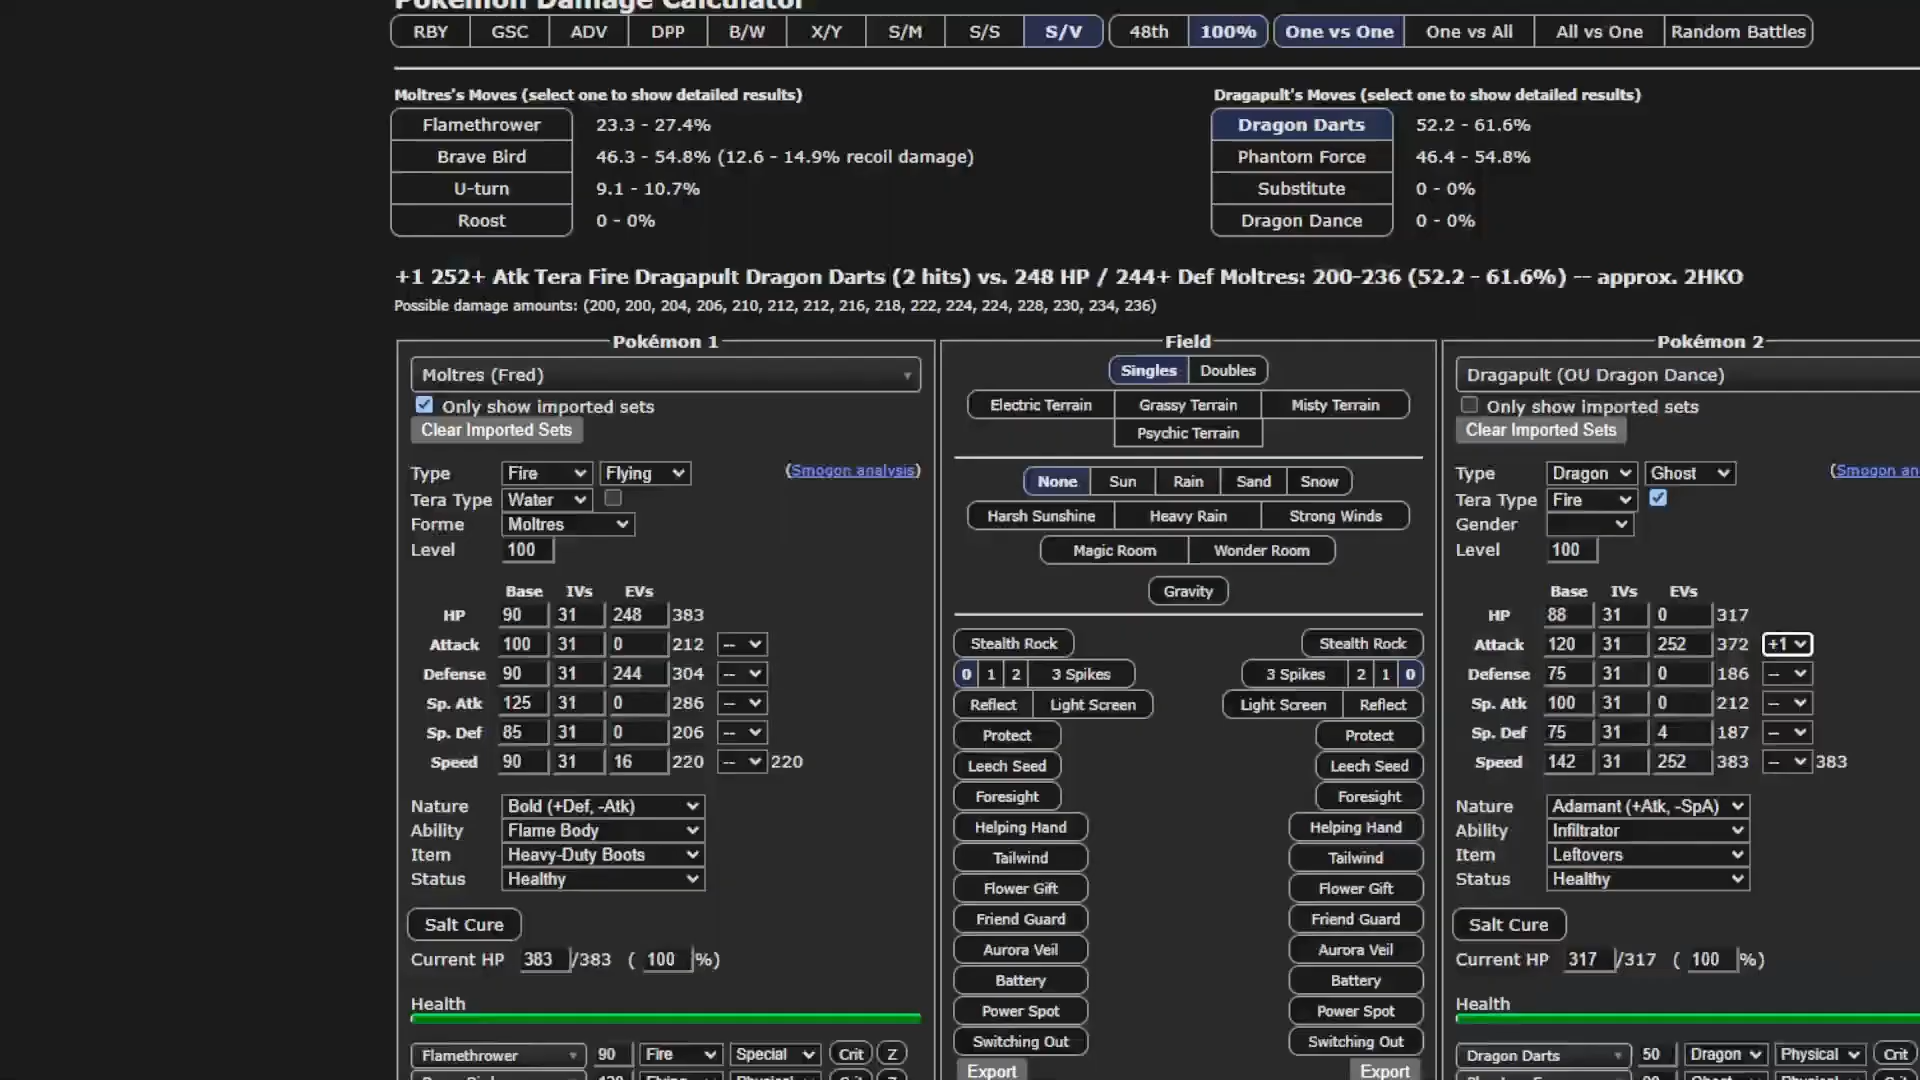 Pokémon Damage Calculator
RBY GSC ADV DPP B/W X/Y S/M S/S S/V 48th 100% One vs One One vs All All vs One Random Battles
Moltres's Moves (select one to show detailed results)
Flamethrower 23.3 - 27.4%
Brave Bird 46.3 - 54.8% (12.6 - 14.9% recoil damage)
U-turn 9.1 - 10.7%
Roost 0 - 0%
Dragapult's Moves (select one to show detailed results)
Dragon Darts 52.2 - 61.6%
Phantom Force 46.4 - 54.8%
Substitute 0 - 0%
Dragon Dance 0 - 0%
+1 252+ Atk Tera Fire Dragapult Dragon Darts (2 hits) vs. 248 HP / 244+ Def Moltres: 200-236 (52.2 - 61.6%) -- approx. 2HKO
Possible damage amounts: (200, 200, 204, 206, 210, 212, 212, 216, 218, 222, 224, 224, 228, 230, 234, 236)
Pokémon 1
Moltres (Fred)
Only show imported sets
Clear Imported Sets
Type Fire Flying (Smogon analysis)
Tera Type Water
Forme Moltres
Level 100
Base IVs EVs
HP 90 31 248 383
Attack 100 31 0 212 --
Defense 90 31 244 304 --
Sp. Atk 125 31 0 286 --
Sp. Def 85 31 0 206 --
Speed 90 31 16 220 -- 220
Nature Bold (+Def, -Atk)
Ability Flame Body
Item Heavy-Duty Boots
Status Healthy
Salt Cure
Current HP 383/383 ( 100 %)
Health
Flamethrower 90 Fire Special Crit Z
Field
Singles Doubles
Electric Terrain Grassy Terrain Misty Terrain
Psychic Terrain
None Sun Rain Sand Snow
Harsh Sunshine Heavy Rain Strong Winds
Magic Room Wonder Room
Gravity
Stealth Rock Stealth Rock
0 1 2 3 Spikes 3 Spikes 2 1 0
Reflect Light Screen Light Screen Reflect
Protect Protect
Leech Seed Leech Seed
Foresight Foresight
Helping Hand Helping Hand
Tailwind Tailwind
Flower Gift Flower Gift
Friend Guard Friend Guard
Aurora Veil Aurora Veil
Battery Battery
Power Spot Power Spot
Switching Out Switching Out
Export Export
Pokémon 2
Dragapult (OU Dragon Dance)
Only show imported sets
Clear Imported Sets
Type Dragon Ghost (Smogon an
Tera Type Fire
Gender
Level 100
Base IVs EVs
HP 88 31 0 317
Attack 120 31 252 372 +1
Defense 75 31 0 186 --
Sp. Atk 100 31 0 212 --
Sp. Def 75 31 4 187 --
Speed 142 31 252 383 -- 383
Nature Adamant (+Atk, -SpA)
Ability Infiltrator
Item Leftovers
Status Healthy
Salt Cure
Current HP 317/317 ( 100 %)
Health
Dragon Darts 50 Dragon Physical Crit